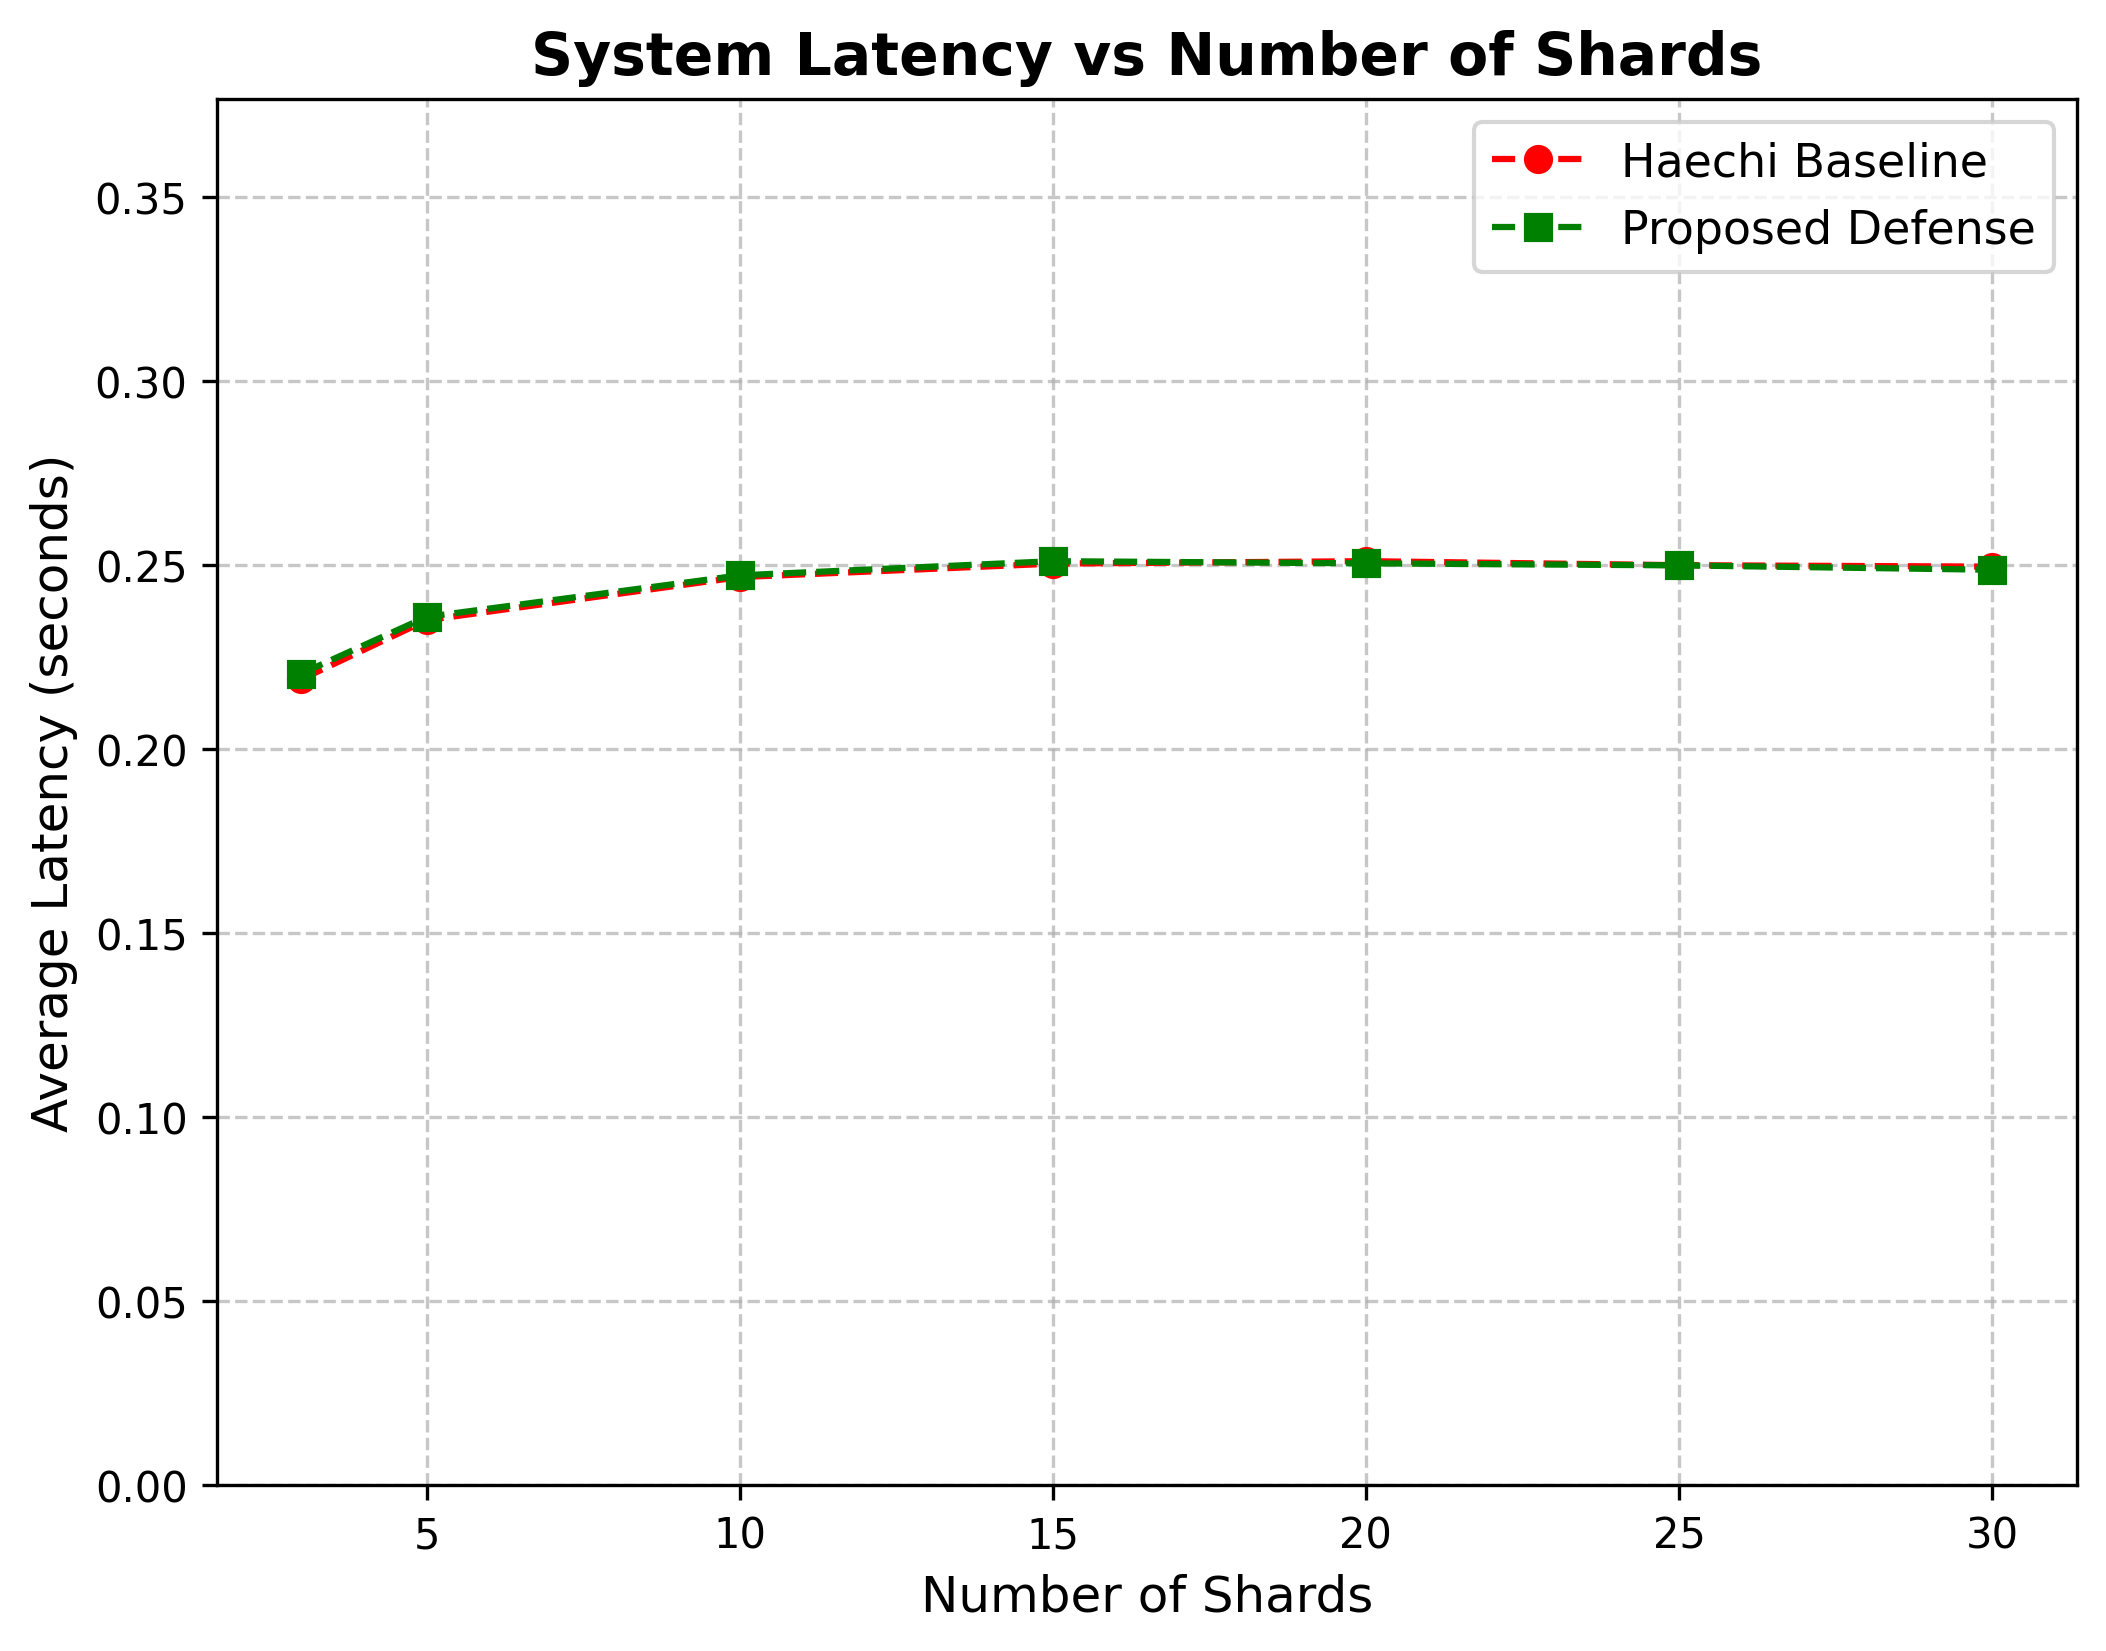 System Latency vs Number of Shards
Haechi Baseline
Proposed Defense
Average Latency (seconds)
0.35
0.30
0.25
0.20
0.15
0.10
0.05
0.00
5 10 15 20 25 30
Number of Shards